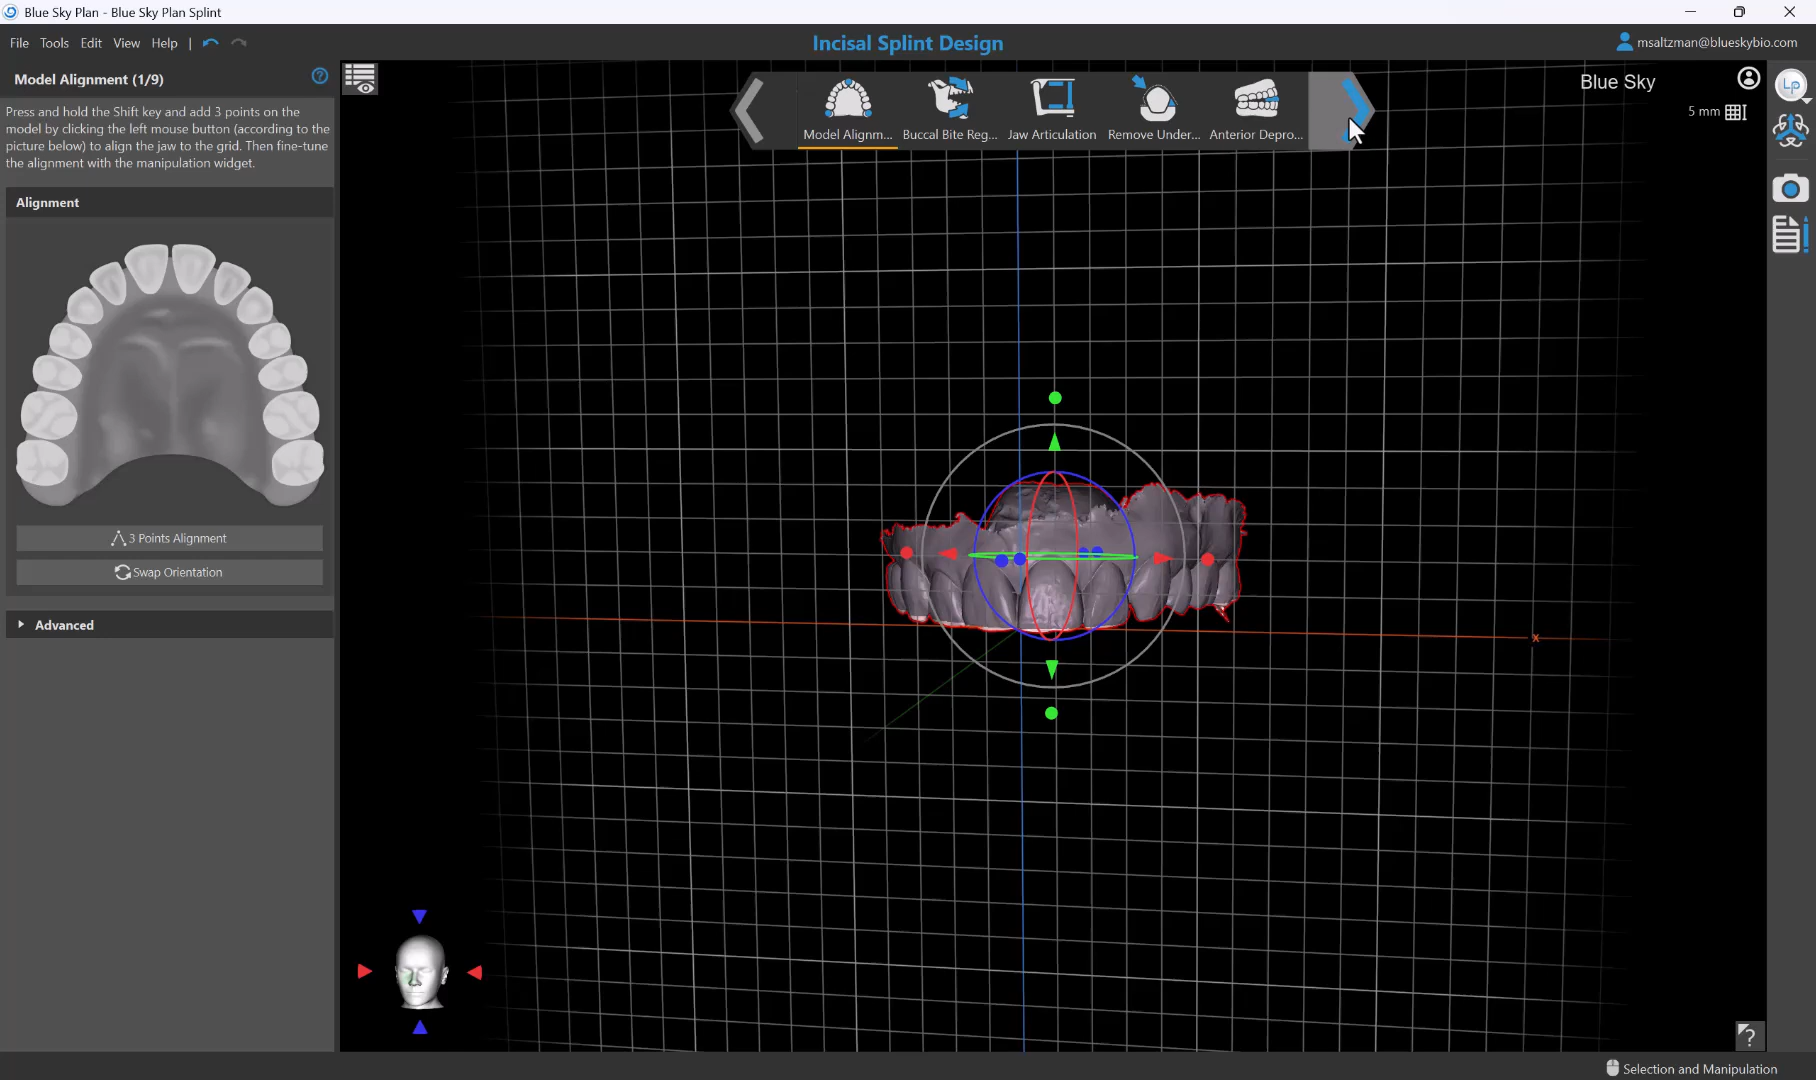 Blue Sky Plan - Blue Sky Plan Splint
File Tools Edit View Help |
Incisal Splint Design
msaltzman@blueskybio.com
Model Alignment (1/9)
Press and hold the Shift key and add 3 points on the
model by clicking the left mouse button (according to the
picture below) to align the jaw to the grid. Then fine-tune
the alignment with the manipulation widget.
Alignment
3 Points Alignment
Swap Orientation
Advanced
Model Alignm...
Buccal Bite Reg...
Jaw Articulation
Remove Under...
Anterior Depro...
Blue Sky
5 mm
Lp
x
?
Selection and Manipulation